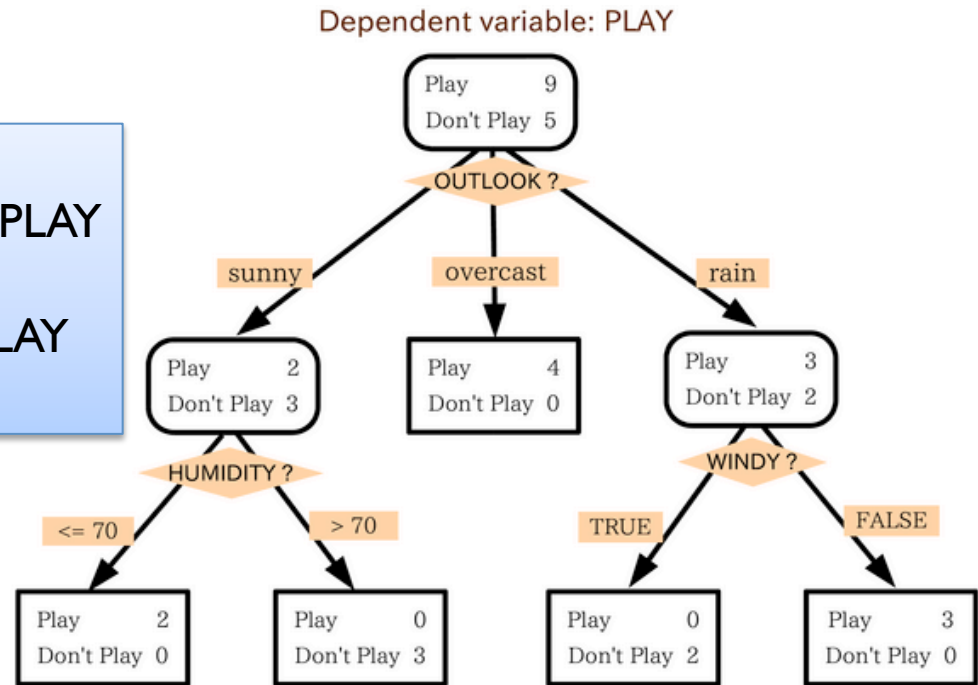 Dependent variable: PLAY
Play 9
Don't Play 5
OUTLOOK ?
PLAY
sunny
overcast
rain
Play 2
Don't Play 3
Play 4
Don't Play 0
Play 3
Don't Play 2
HUMIDITY ?
WINDY ?
<= 70
> 70
TRUE
FALSE
Play 2
Don't Play 0
Play 0
Don't Play 3
Play 0
Don't Play 2
Play 3
Don't Play 0